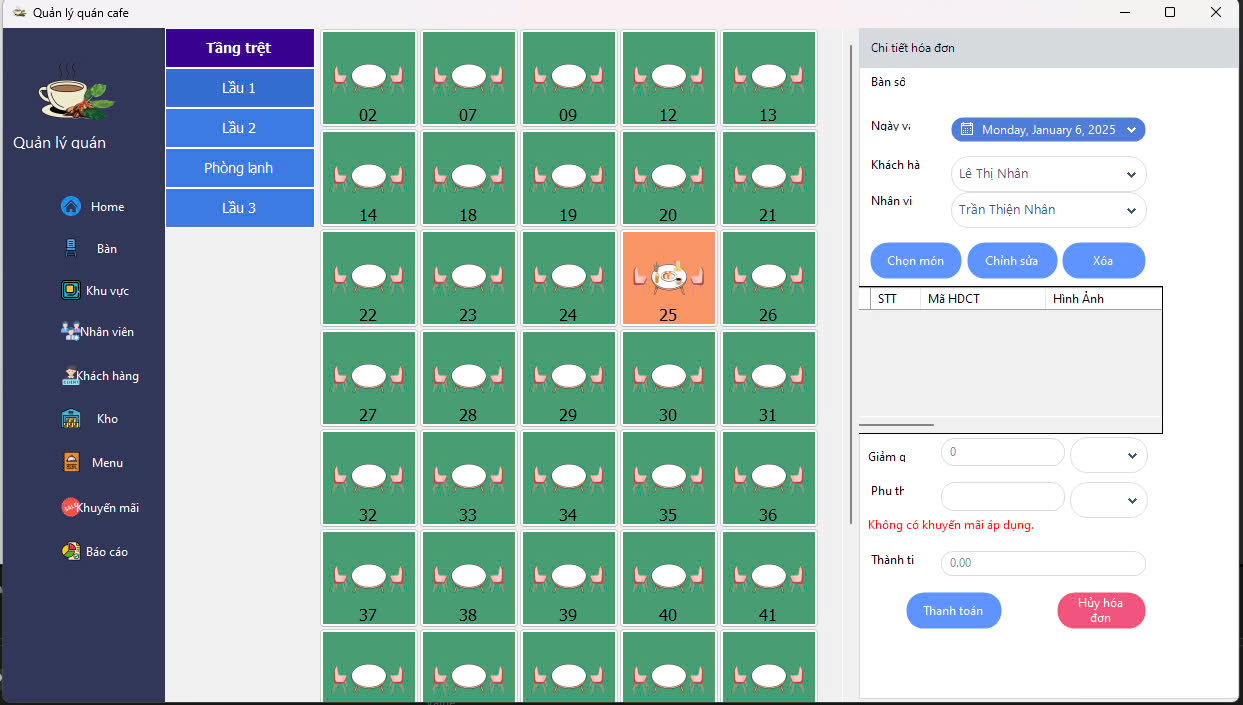 Quản lý quán cafe
Quản lý quán
Home
Bàn
Khu vực
Nhân viên
Khách hàng
Kho
Menu
SALE
Khuyến mãi
Báo cáo
Tầng trệt
Lầu 1
Lầu 2
Phòng lạnh
Lầu 3
02 07 09 12 13
14 18 19 20 21
22 23 24 25 26
27 28 29 30 31
32 33 34 35 36
37 38 39 40 41
Chi tiết hóa đơn
Bàn số
Ngày và
Monday, January 6, 2025
Khách hà
Lê Thị Nhân
Nhân vi
Trần Thiện Nhân
Chọn món Chỉnh sửa Xóa
STT Mã HDCT Hình Ảnh
Giảm g
0
Phu th
Không có khuyến mãi áp dụng.
Thành ti
0.00
Thanh toán
Hủy hóa
đơn